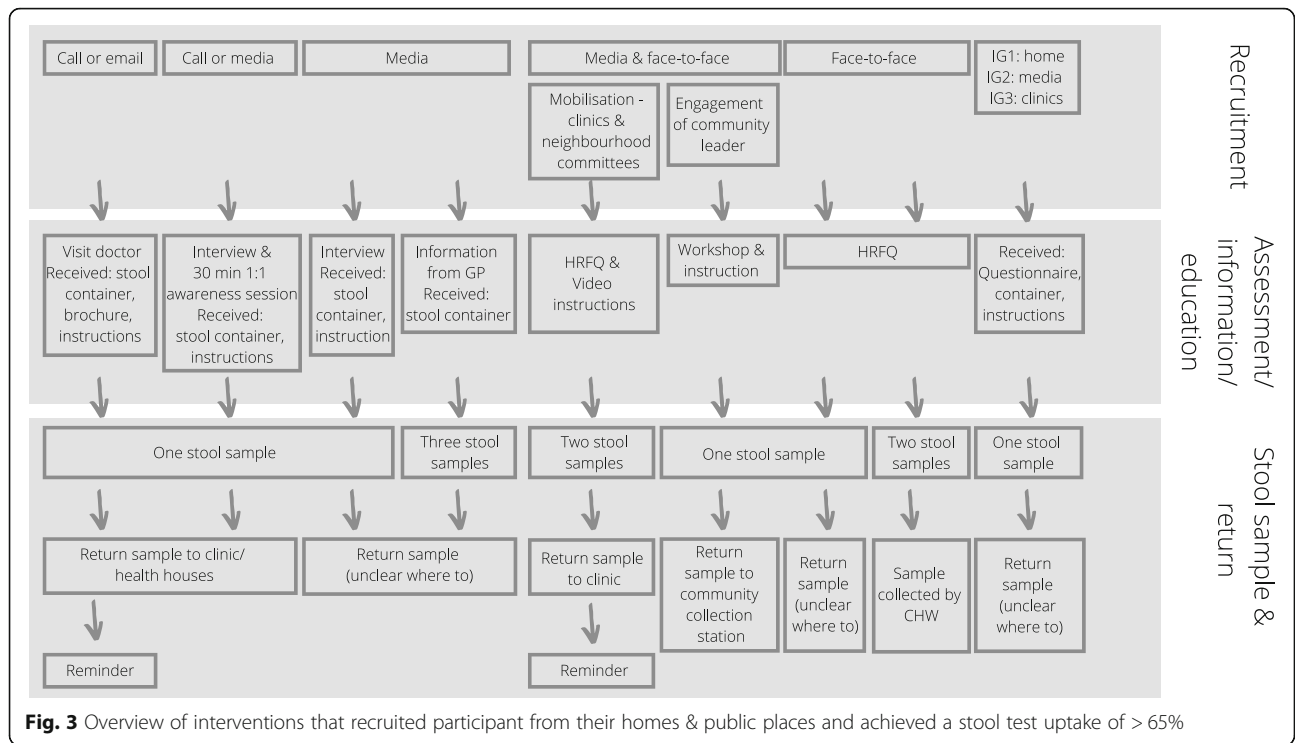 Call or email
Call or media
Media
Media & face-to-face
Face-to-face
IG1: home
IG2: media
IG3: clinics
Mobilisation -
clinics &
neighbourhood
committees
Engagement
of community
leader
Recruitment
Visit doctor
Received: stool
container,
brochure,
instructions
Interview &
30 min 1:1
awareness session
Received:
stool container,
instructions
Interview
Received:
stool
container,
instruction
Information
from GP
Received:
stool container
HRFQ &
Video
instructions
Workshop &
instruction
HRFQ
Received:
Questionnaire,
container,
instructions
Assessment/
information/
education
One stool sample
Three stool
samples
Two stool
samples
One stool sample
Two stool
samples
One stool
sample
Return sample to clinic/
health houses
Return sample
(unclear where to)
Return sample
to clinic
Return
sample to
community
collection
station
Return
sample
(unclear
where to)
Sample
collected by
CHW
Return
sample
(unclear
where to)
Reminder
Reminder
Stool sample &
return
Fig. 3 Overview of interventions that recruited participant from their homes & public places and achieved a stool test uptake of > 65%